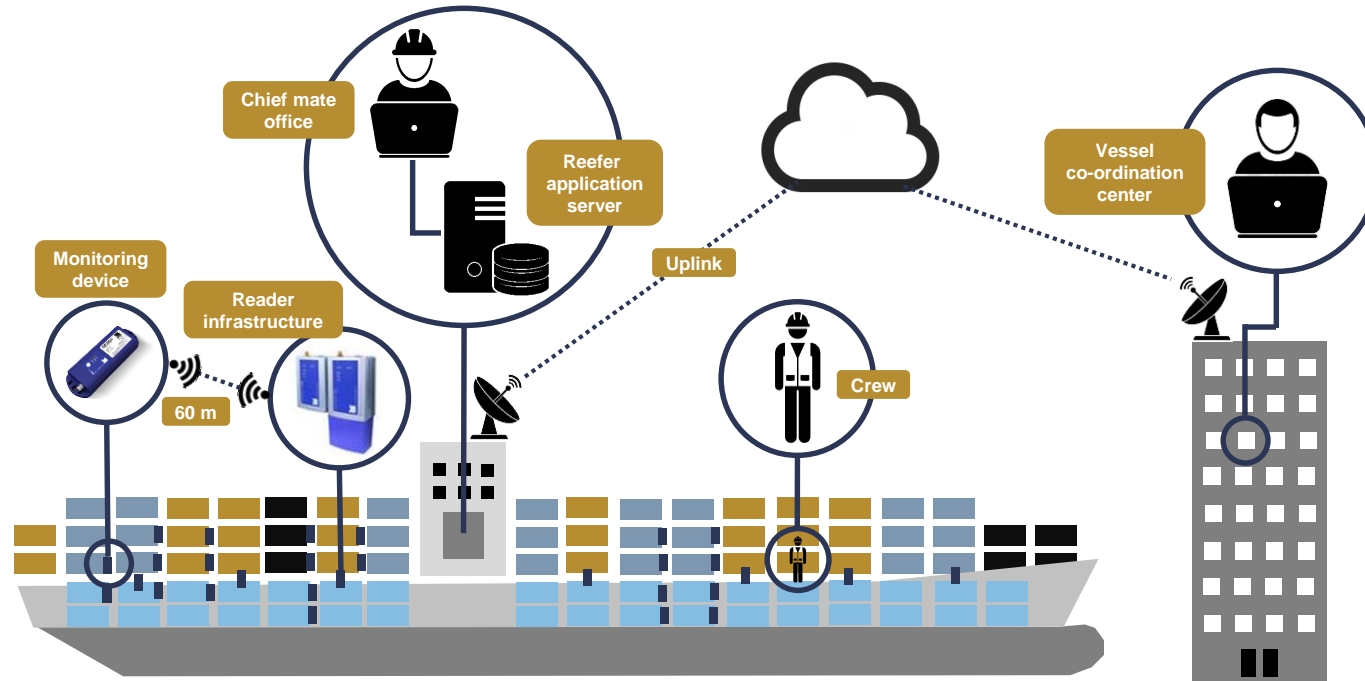 Chief mate
office
Reefer
application
server
Vessel
co-ordination
center
Monitoring
device
Uplink
Reader
infrastructure
60 m
Crew